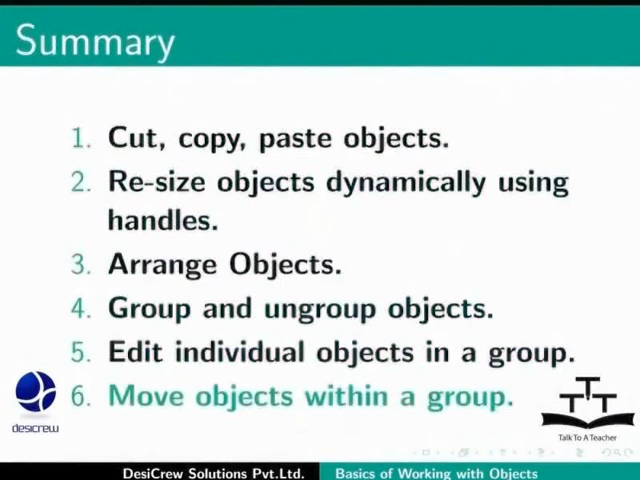 Summary
1. Cut, copy, paste objects.
2. Re-size objects dynamically using
handles.
3. Arrange Objects.
4. Group and ungroup objects.
5. Edit individual objects in a group.
6. Move objects within a group.
desicrew
TTT
Talk To A Teacher
DesiCrew Solutions Pvt.Ltd. Basics of Working with Objects